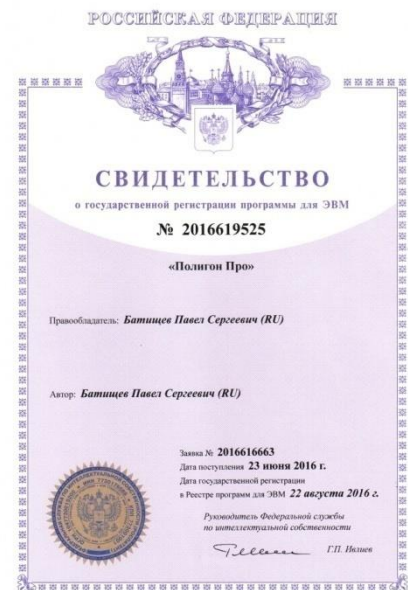 РОССИЙСКАЯ ФЕДЕРАЦИЯ
СВИДЕТЕЛЬСТВО
о государственной регистрации программы для ЭВМ
№ 2016619525
«Полигон Про»
Правообладатель: Батищев Павел Сергеевич (RU)
Автор: Батищев Павел Сергеевич (RU)
Заявка № 2016616663
Дата поступления 23 июня 2016 г.
Дата государственной регистрации
в Реестре программ для ЭВМ 22 августа 2016 г.
Руководитель Федеральной службы
по интеллектуальной собственности
Г.П. Ивлиев